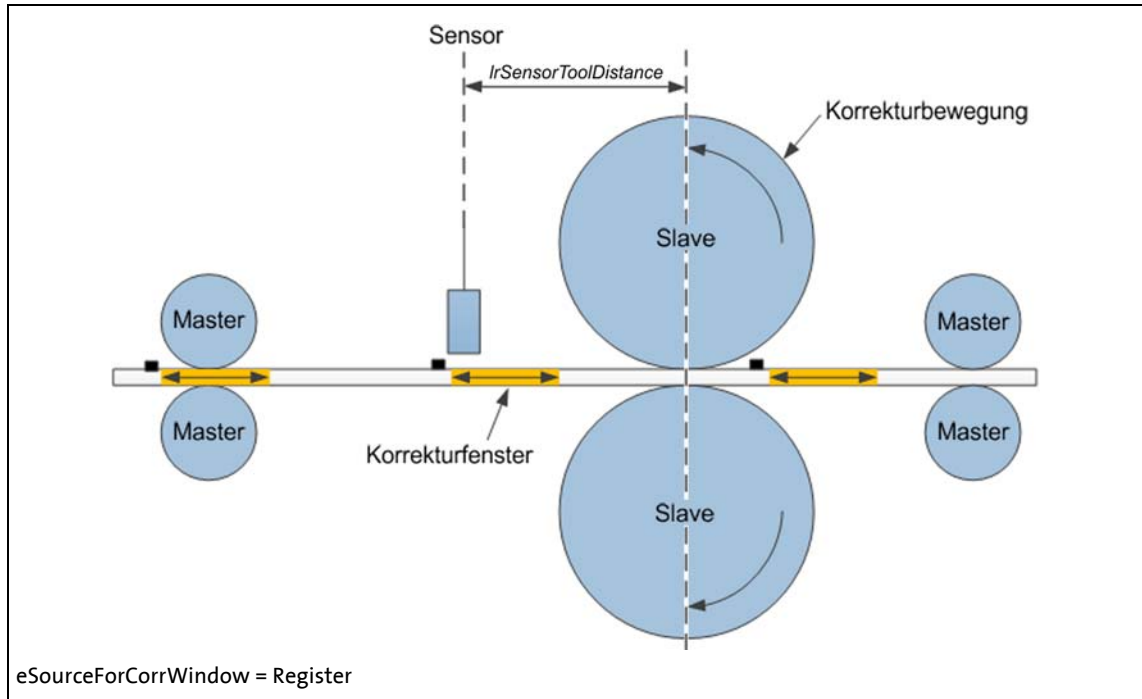 Sensor
lrSensorToolDistance
Korrekturbewegung
Slave
Master
Master
Master
Master
Korrekturfenster
Slave
eSourceForCorrWindow = Register